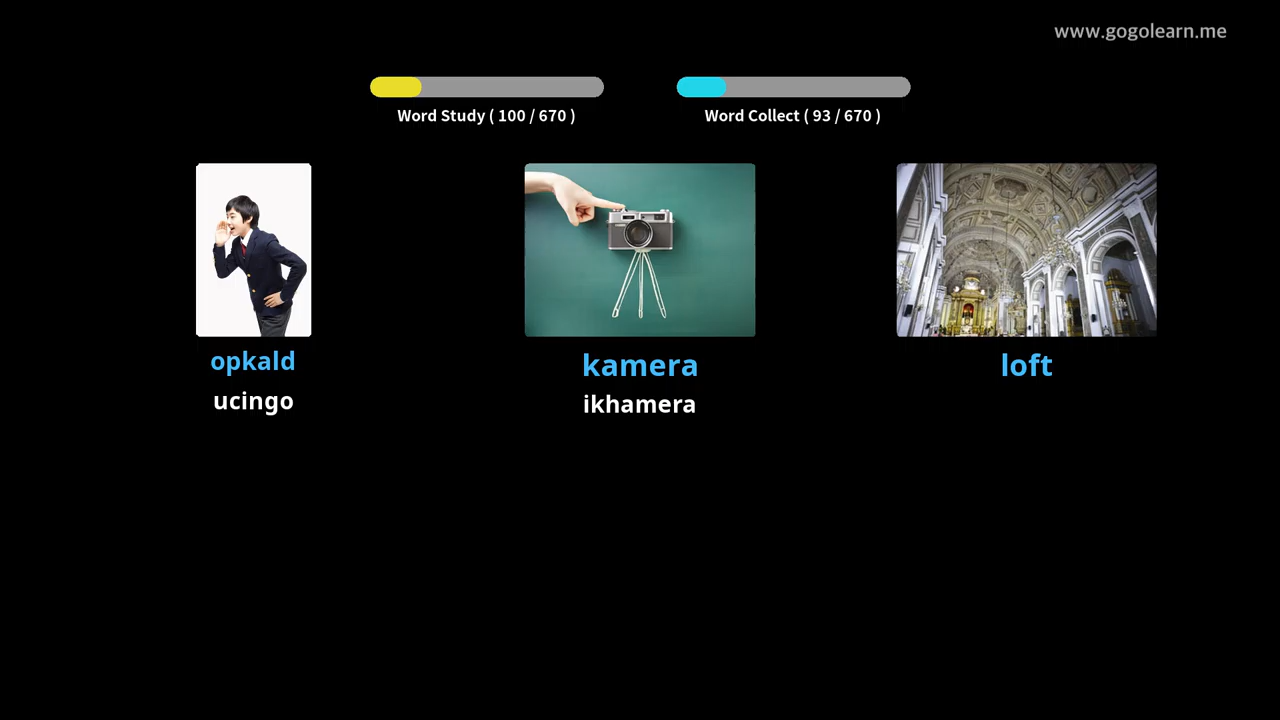 www.gogolearn.me
Word Study ( 100 / 670 )
Word Collect ( 93 / 670 )
opkald
kamera
loft
ucingo
ikhamera